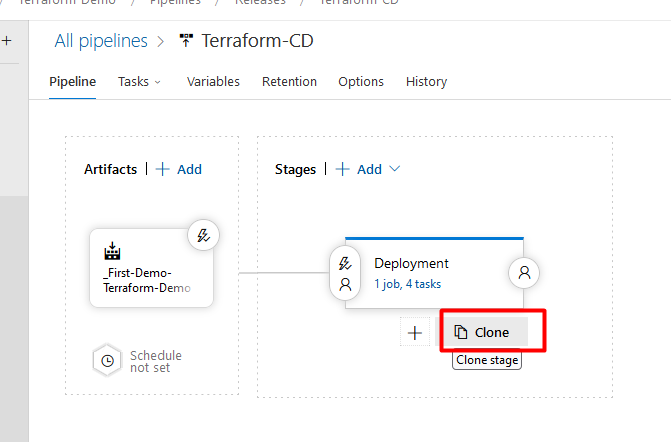 Terraform-Demo / Pipelines / Releases / Terraform-CD
All pipelines > Terraform-CD
Pipeline Tasks Variables Retention Options History
Artifacts | + Add
Stages | + Add
_First-Demo-
Terraform-Demo
Deployment
1 job, 4 tasks
Schedule
not set
Clone
Clone stage